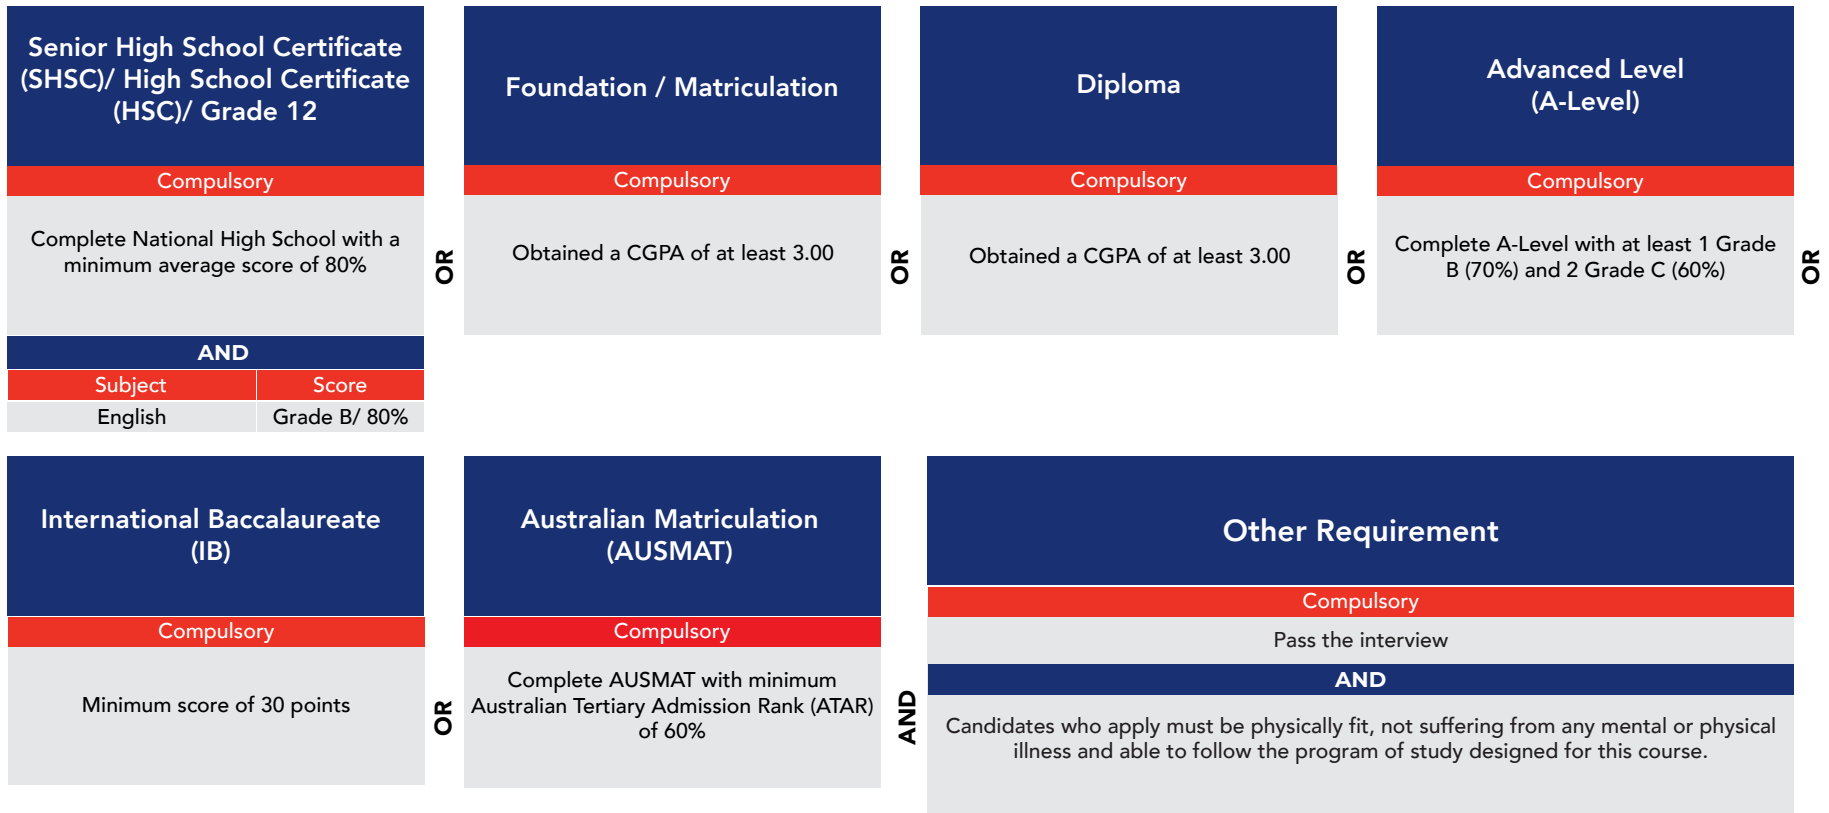 Senior High School Certificate
(SHSC)/ High School Certificate
(HSC)/ Grade 12
Compulsory
Complete National High School with a
minimum average score of 80%
AND
Subject
Score
English
Grade B/ 80%
OR
Foundation / Matriculation
Compulsory
Obtained a CGPA of at least 3.00
OR
Diploma
Compulsory
Obtained a CGPA of at least 3.00
OR
Advanced Level
(A-Level)
Compulsory
Complete A-Level with at least 1 Grade
B (70%) and 2 Grade C (60%)
OR
International Baccalaureate
(IB)
Compulsory
Minimum score of 30 points
OR
Australian Matriculation
(AUSMAT)
Compulsory
Complete AUSMAT with minimum
Australian Tertiary Admission Rank (ATAR)
of 60%
AND
Other Requirement
Compulsory
Pass the interview
AND
Candidates who apply must be physically fit, not suffering from any mental or physical
illness and able to follow the program of study designed for this course.